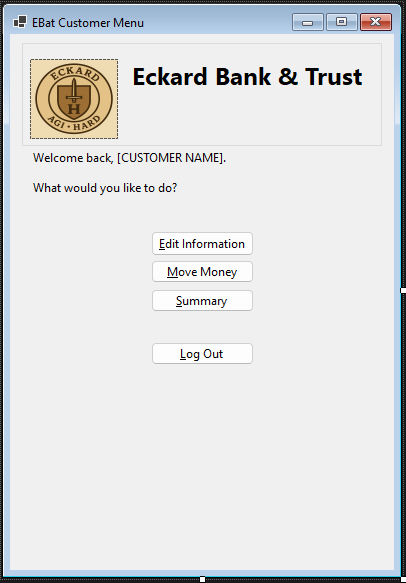 EBat Customer Menu
ECKARD
H
AGI • HARD
Eckard Bank & Trust
Welcome back, [CUSTOMER NAME].
What would you like to do?
Edit Information
Move Money
Summary
Log Out